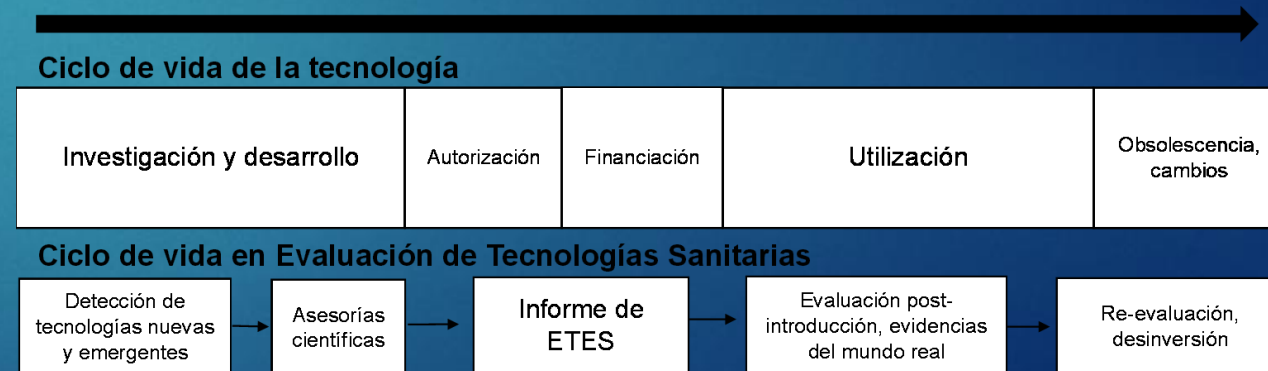 Ciclo de vida de la tecnología
Investigación y desarrollo
Autorización
Financiación
Utilización
Obsolescencia,
cambios
Ciclo de vida en Evaluación de Tecnologías Sanitarias
Detección de
tecnologías nuevas
y emergentes
Asesorías
científicas
Informe de
ETES
Evaluación post-
introducción, evidencias
del mundo real
Re-evaluación,
desinversión